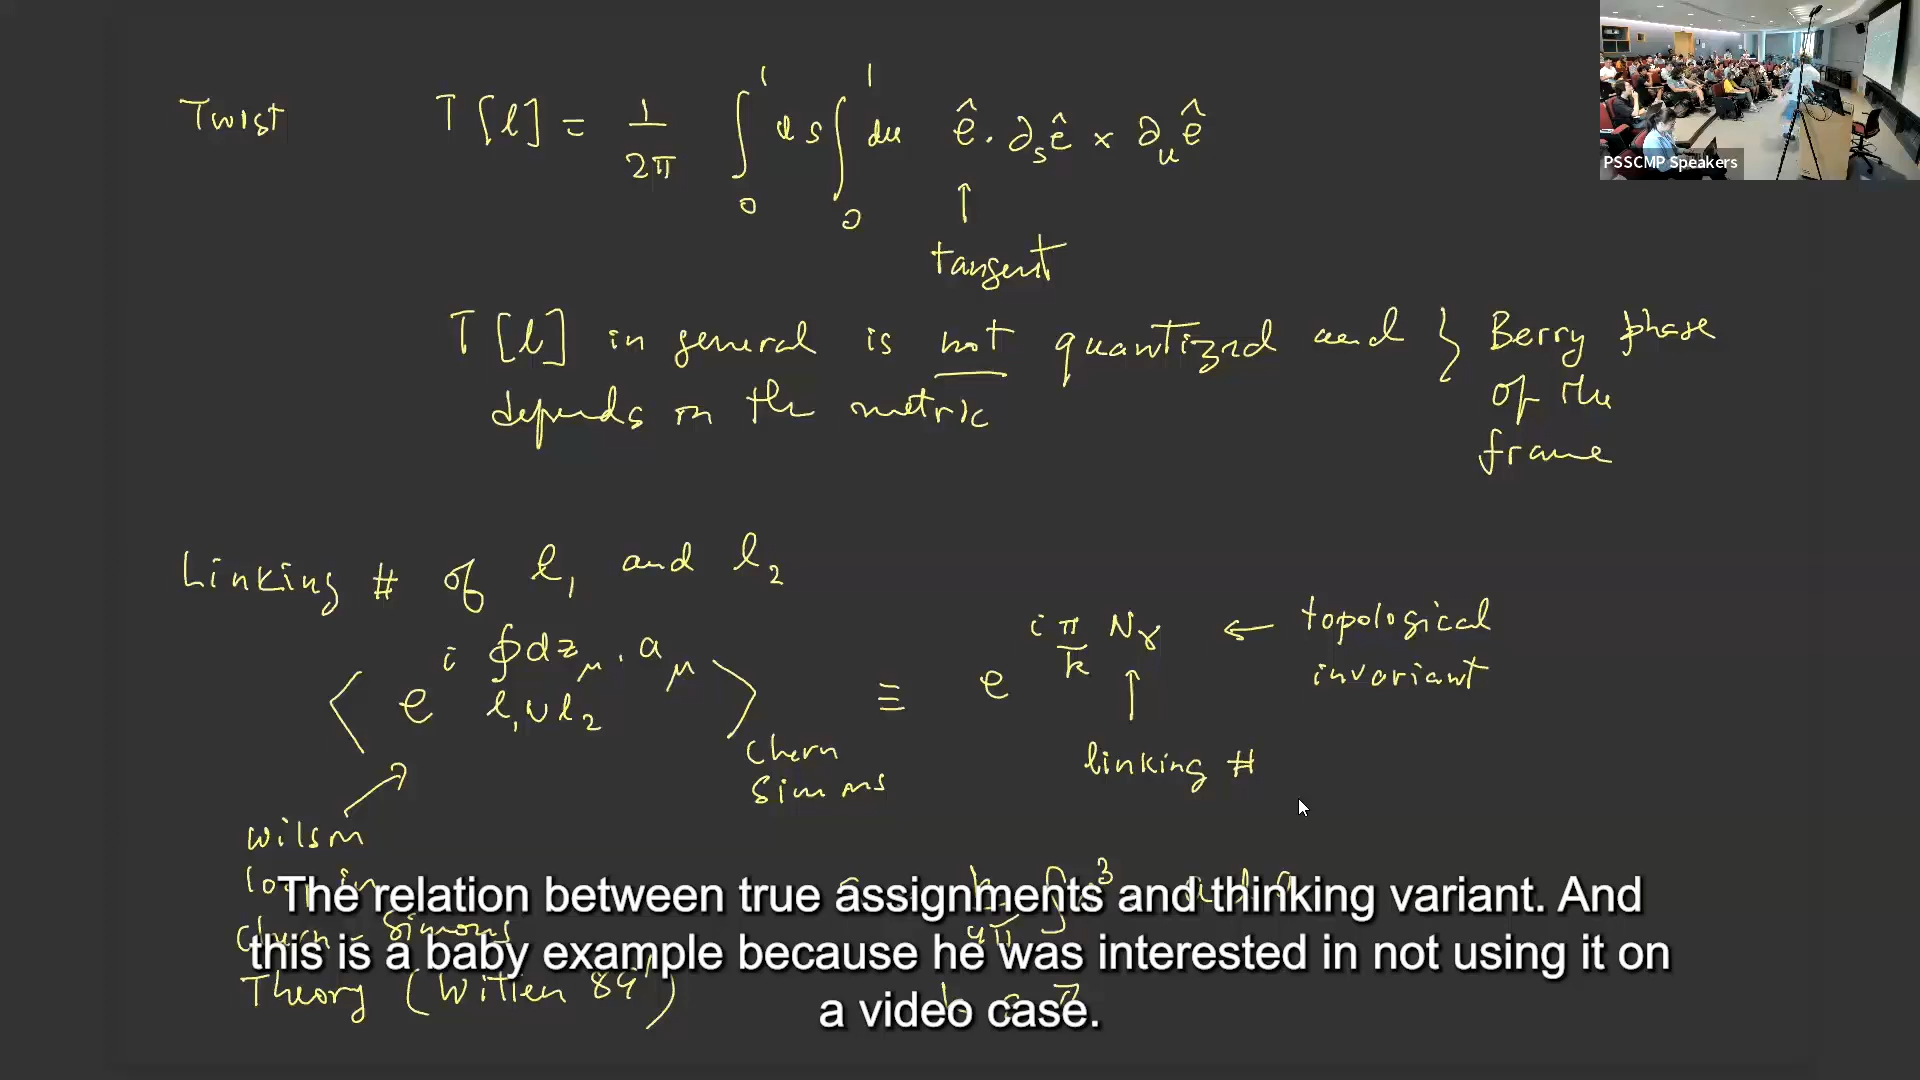 PSSCMP Speakers
Twist T[l] = 1/2π ∫₀¹ ds ∫₀¹ du ê · ∂ₛê × ∂ᵤê
↑
tangent
T[l] in general is not quantized and } Berry phase
depends on the metric of the
frame
Linking # of l₁ and l₂
⟨ e^{i ∮_{l₁∪l₂} dz_μ · a_μ} ⟩ ≡ e^{i π/k N_γ} ← topological
invariant
Chern
Simons
↑
linking #
Wilson
loop in
Chern-Simons
Theory (Witten
The relation between true assignments and thinking variant. And
this is a baby example because he was interested in not using it on
a video case.